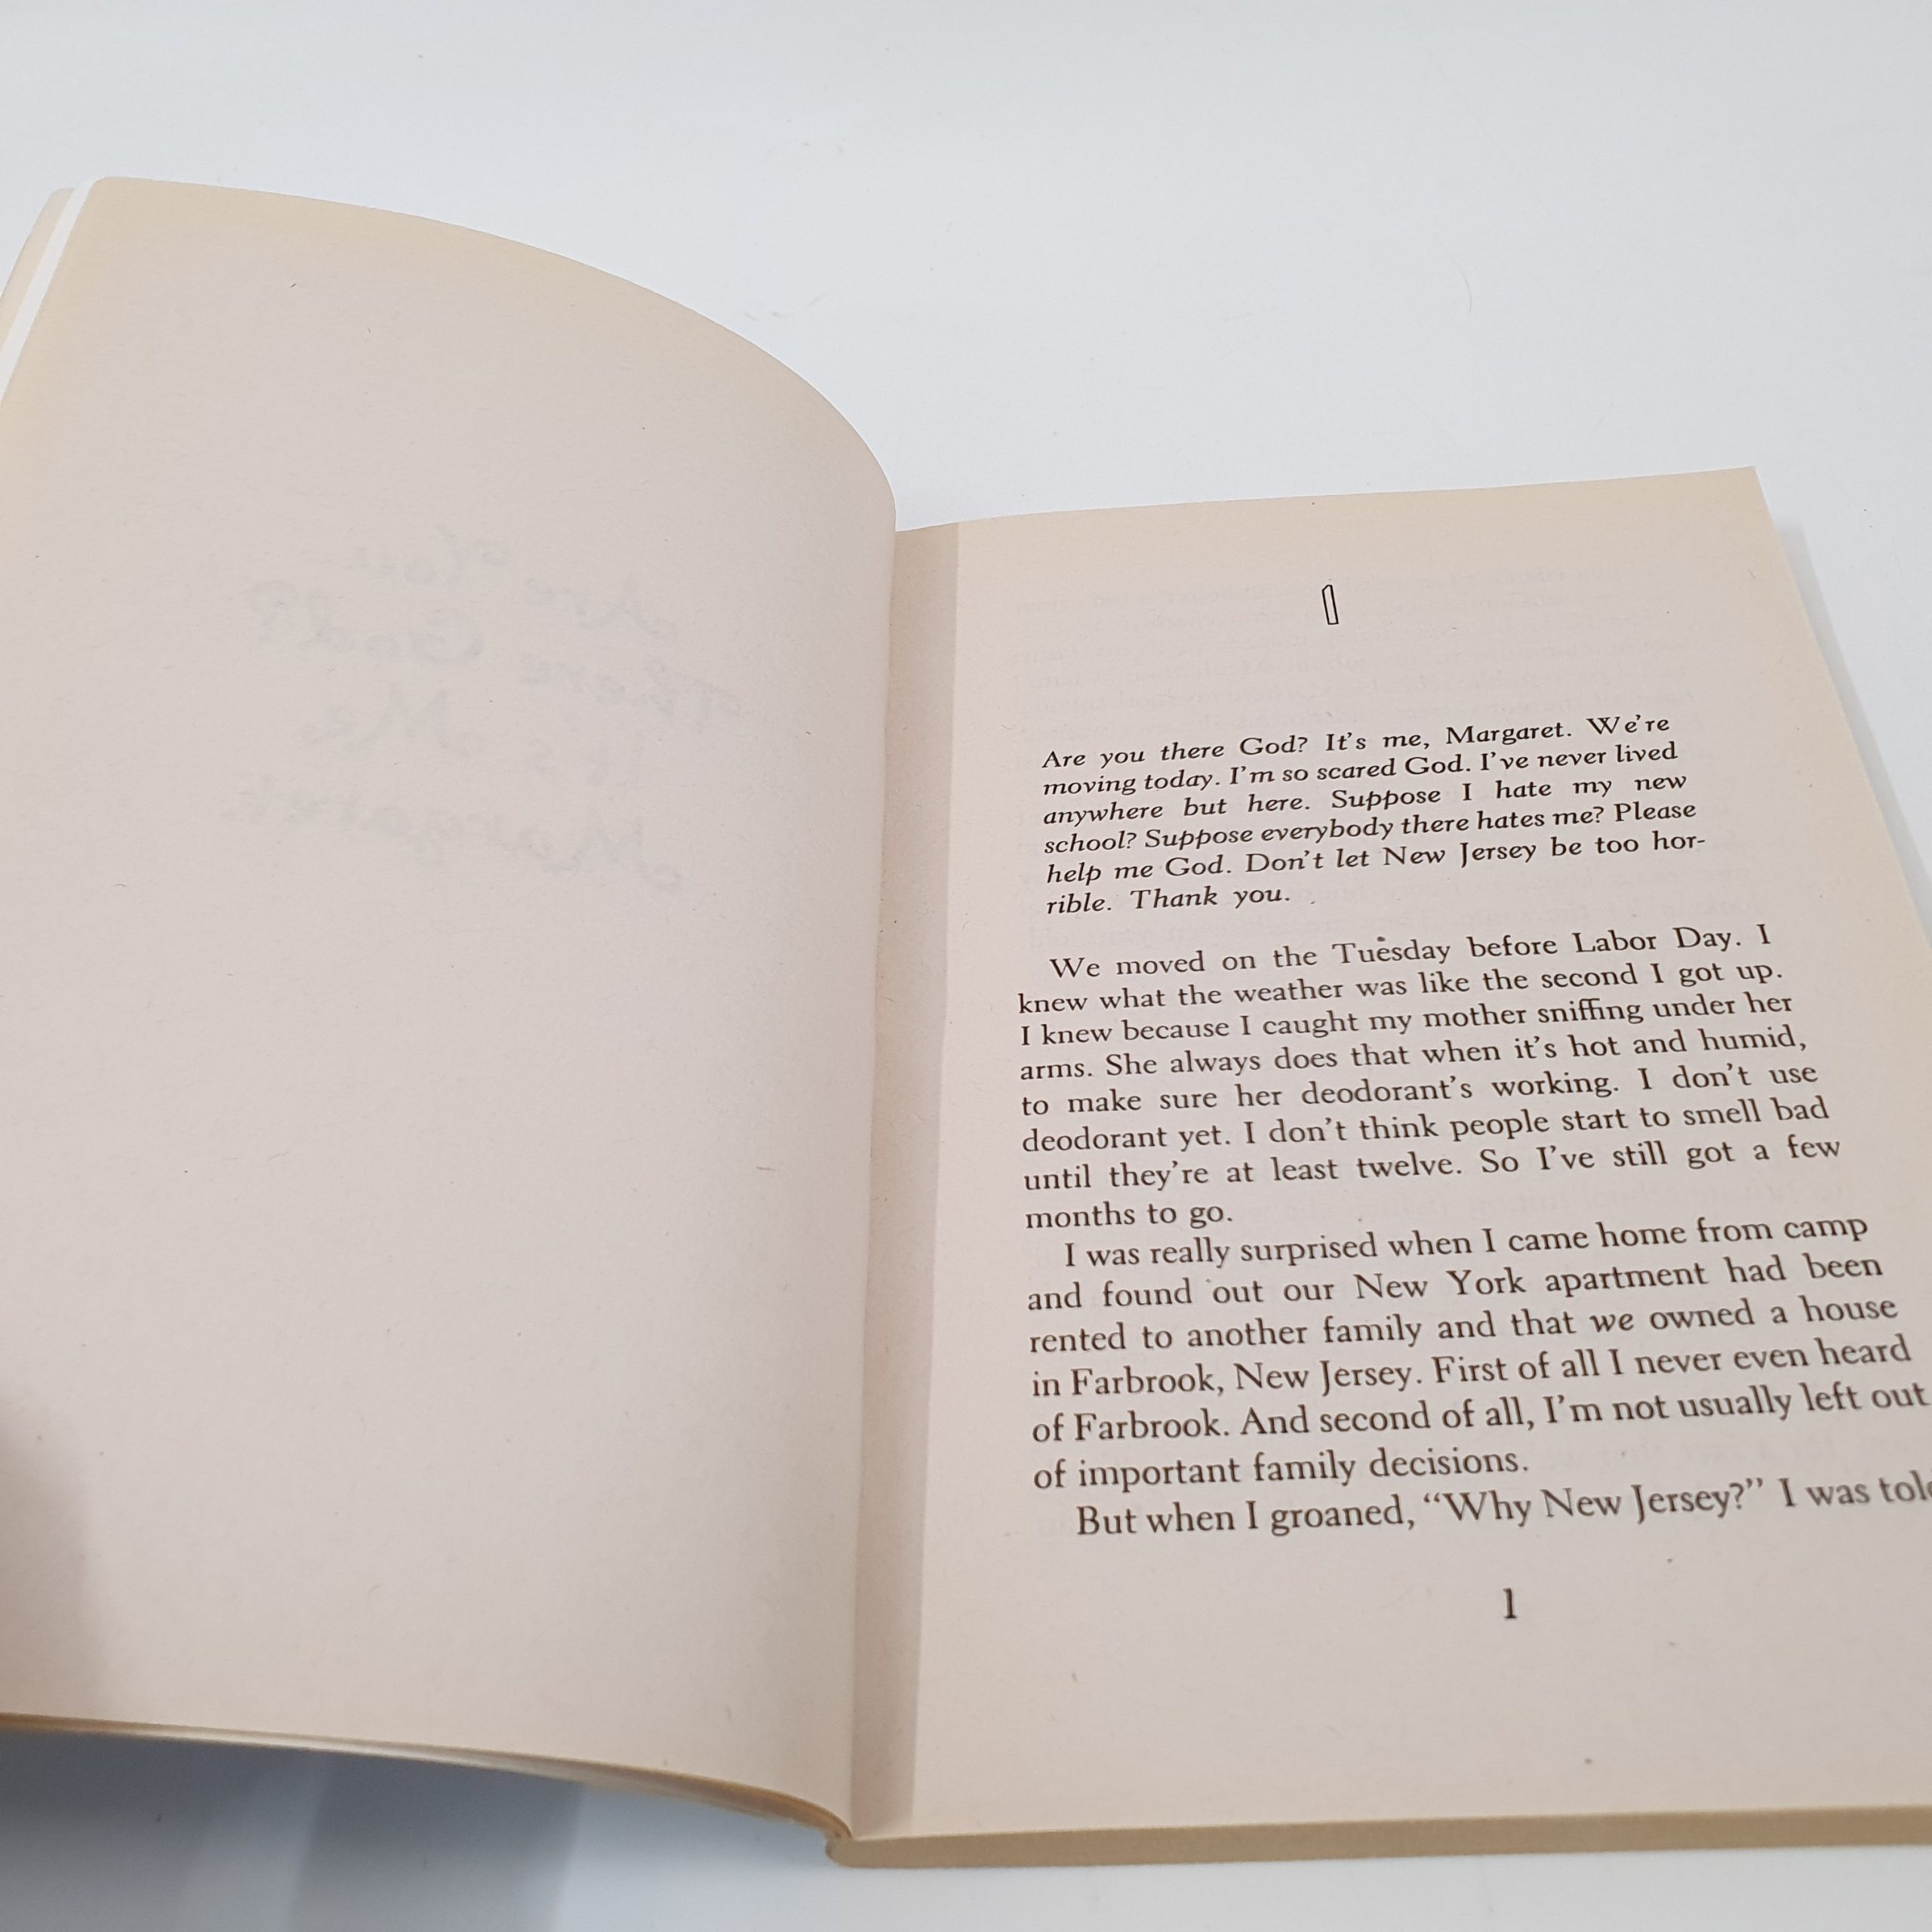 Are You
There God?
It's Me,
Margaret.
1
Are you there God? It's me, Margaret. We're
moving today. I'm so scared God. I've never lived
anywhere but here. Suppose I hate my new
school? Suppose everybody there hates me? Please
help me God. Don't let New Jersey be too hor-
rible. Thank you.
We moved on the Tuesday before Labor Day. I
knew what the weather was like the second I got up.
I knew because I caught my mother sniffing under her
arms. She always does that when it's hot and humid,
to make sure her deodorant's working. I don't use
deodorant yet. I don't think people start to smell bad
until they're at least twelve. So I've still got a few
months to go.
I was really surprised when I came home from camp
and found out our New York apartment had been
rented to another family and that we owned a house
in Farbrook, New Jersey. First of all I never even heard
of Farbrook. And second of all, I'm not usually left out
of important family decisions.
But when I groaned, “Why New Jersey?” I was told
1